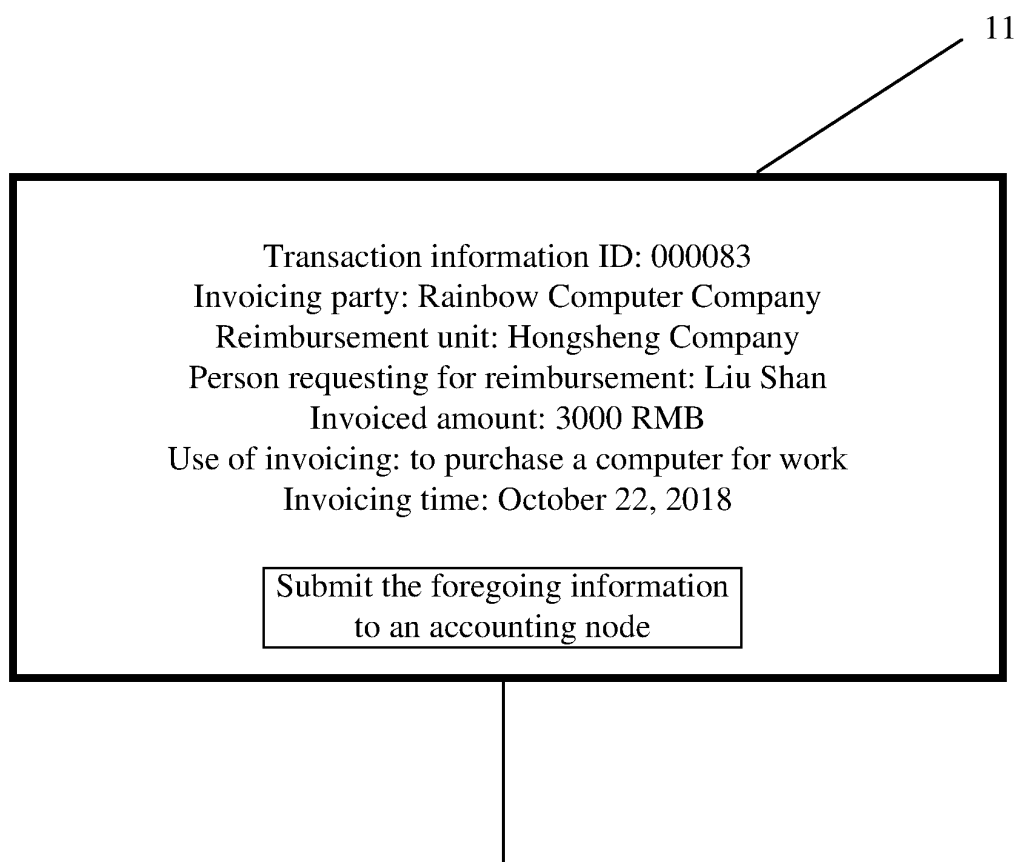 11
Transaction information ID: 000083
Invoicing party: Rainbow Computer Company
Reimbursement unit: Hongsheng Company
Person requesting for reimbursement: Liu Shan
Invoiced amount: 3000 RMB
Use of invoicing: to purchase a computer for work
Invoicing time: October 22, 2018
Submit the foregoing information
to an accounting node